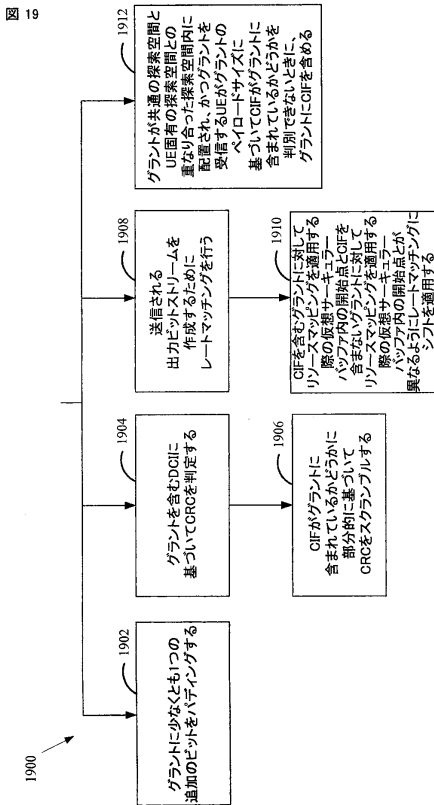 図 19
1900
1902
グラントに少なくとも1つの
追加のビットをパディングする
1904
グラントを含むDCIに
基づいてCRCを判定する
1906
CIFがグラントに
含まれているかどうかに
部分的に基づいて
CRCをスクランブルする
1908
送信される
出力ビットストリームを
作成するために
レートマッチングを行う
1910
CIFを含むグラントに対して
リソースマッピングを適用する
際の仮想サーキュラー
バッファ内の開始点とCIFを
含まないグラントに対して
リソースマッピングを適用する
際の仮想サーキュラー
バッファ内の開始点とが
異なるようにレートマッチングに
シフトを適用する
1912
グラントが共通の探索空間と
UE固有の探索空間との
重なり合った探索空間内に
配置され、かつグラントを
受信するUEがグラントの
ペイロードサイズに
基づいてCIFがグラントに
含まれているかどうかを
判別できないときに、
グラントにCIFを含める